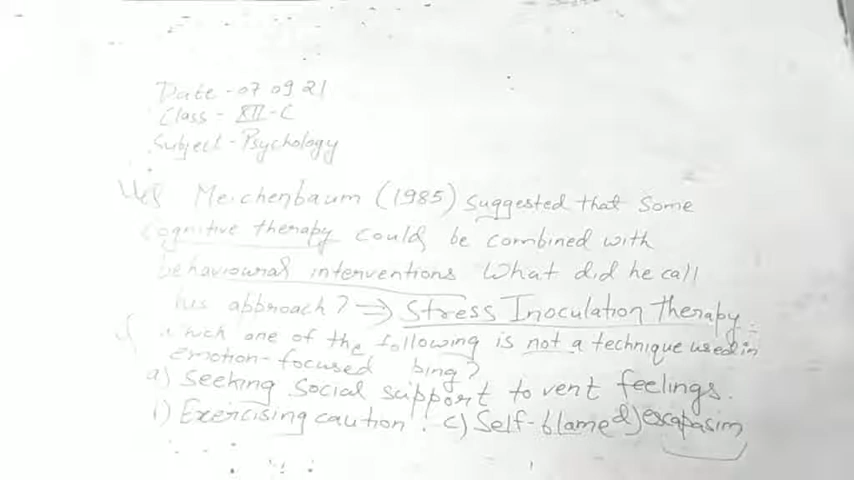 Date - 07 09 21
Class - XII - C
Subject - Psychology
Meichenbaum (1985) suggested that some
cognitive therapy could be combined with
behavioural interventions What did he call
his approach? → Stress Inoculation Therapy
which one of the following is not a technique used in
emotion-focused bing?
a) Seeking Social support to vent feelings.
Exercising caution . c) Self-blame d) escapasim